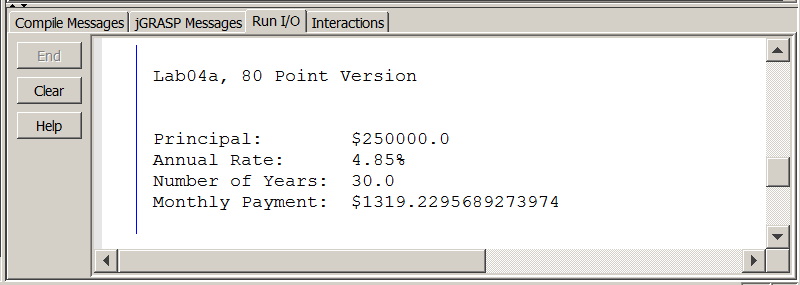 Compile Messages jGRASP Messages Run I/O Interactions
End
Clear
Help
Lab04a, 80 Point Version
Principal: $250000.0
Annual Rate: 4.85%
Number of Years: 30.0
Monthly Payment: $1319.2295689273974